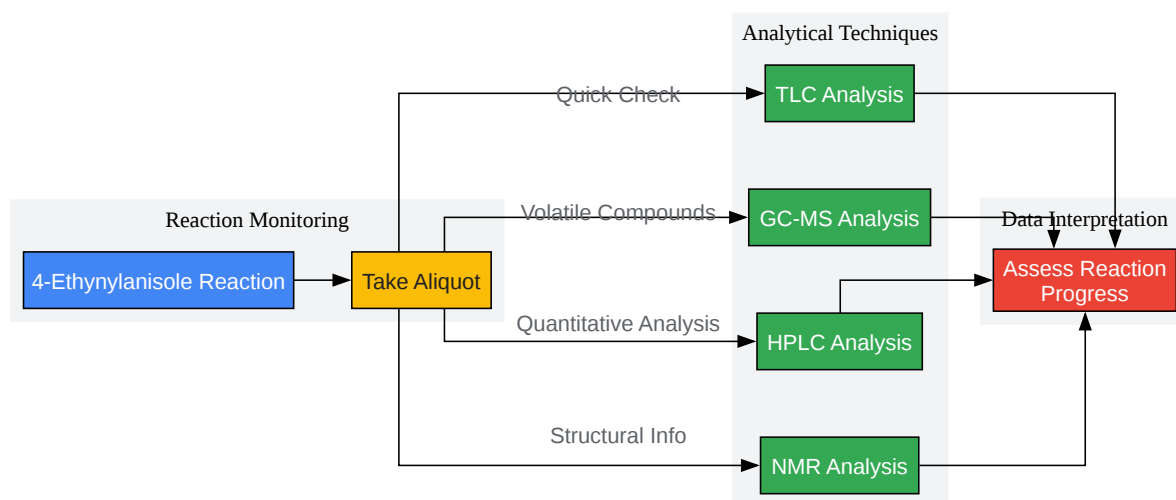 Analytical Techniques
Quick Check
TLC Analysis
Reaction Monitoring
Volatile Compounds
GC-MS Analysis
Data Interpretation
4-Ethynylanisole Reaction
Take Aliquot
Assess Reaction
Progress
Quantitative Analysis
HPLC Analysis
Structural Info
NMR Analysis